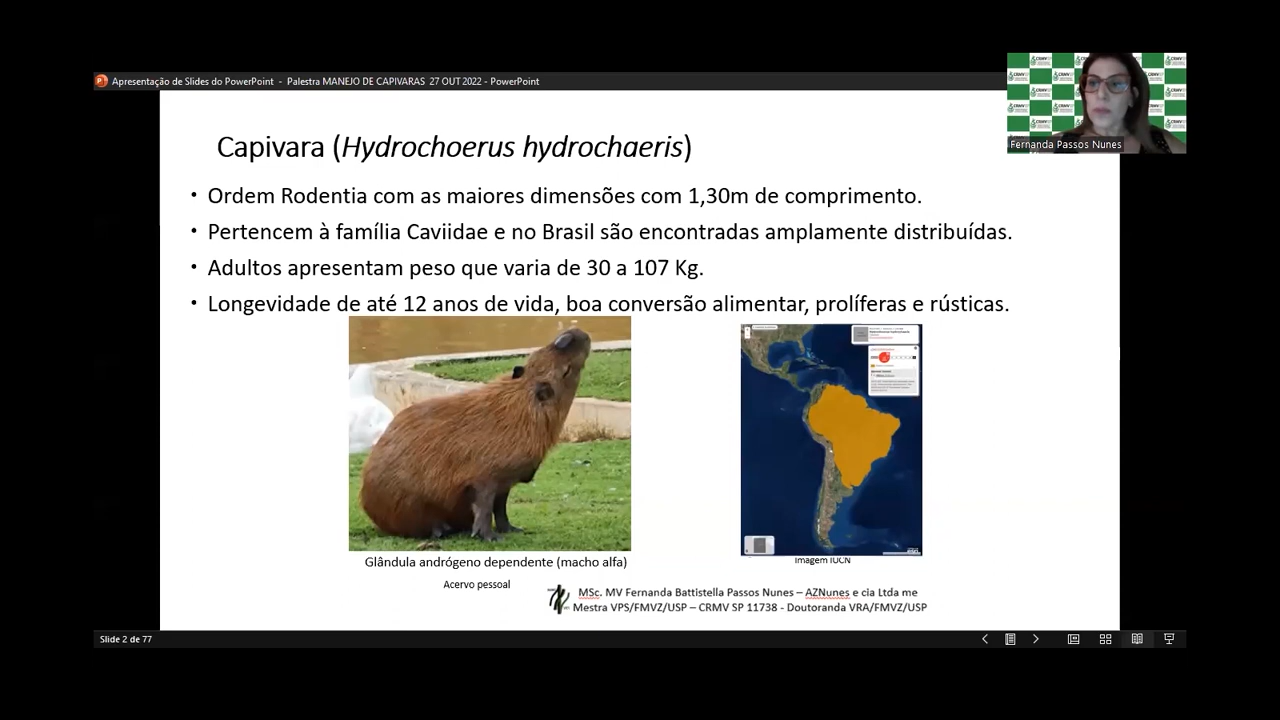 Apresentação de Slides do PowerPoint - Palestra MANEJO DE CAPIVARAS 27 OUT 2022 - PowerPoint
Fernanda Passos Nunes
Capivara (Hydrochoerus hydrochaeris)
• Ordem Rodentia com as maiores dimensões com 1,30m de comprimento.
• Pertencem à família Caviidae e no Brasil são encontradas amplamente distribuídas.
• Adultos apresentam peso que varia de 30 a 107 Kg.
• Longevidade de até 12 anos de vida, boa conversão alimentar, prolíferas e rústicas.
Glândula andrógeno dependente (macho alfa)
Acervo pessoal
Imagem IUCN
MSc. MV Fernanda Battistella Passos Nunes – AZNunes e cia Ltda me
Mestra VPS/FMVZ/USP – CRMV SP 11738 - Doutoranda VRA/FMVZ/USP
Slide 2 de 77